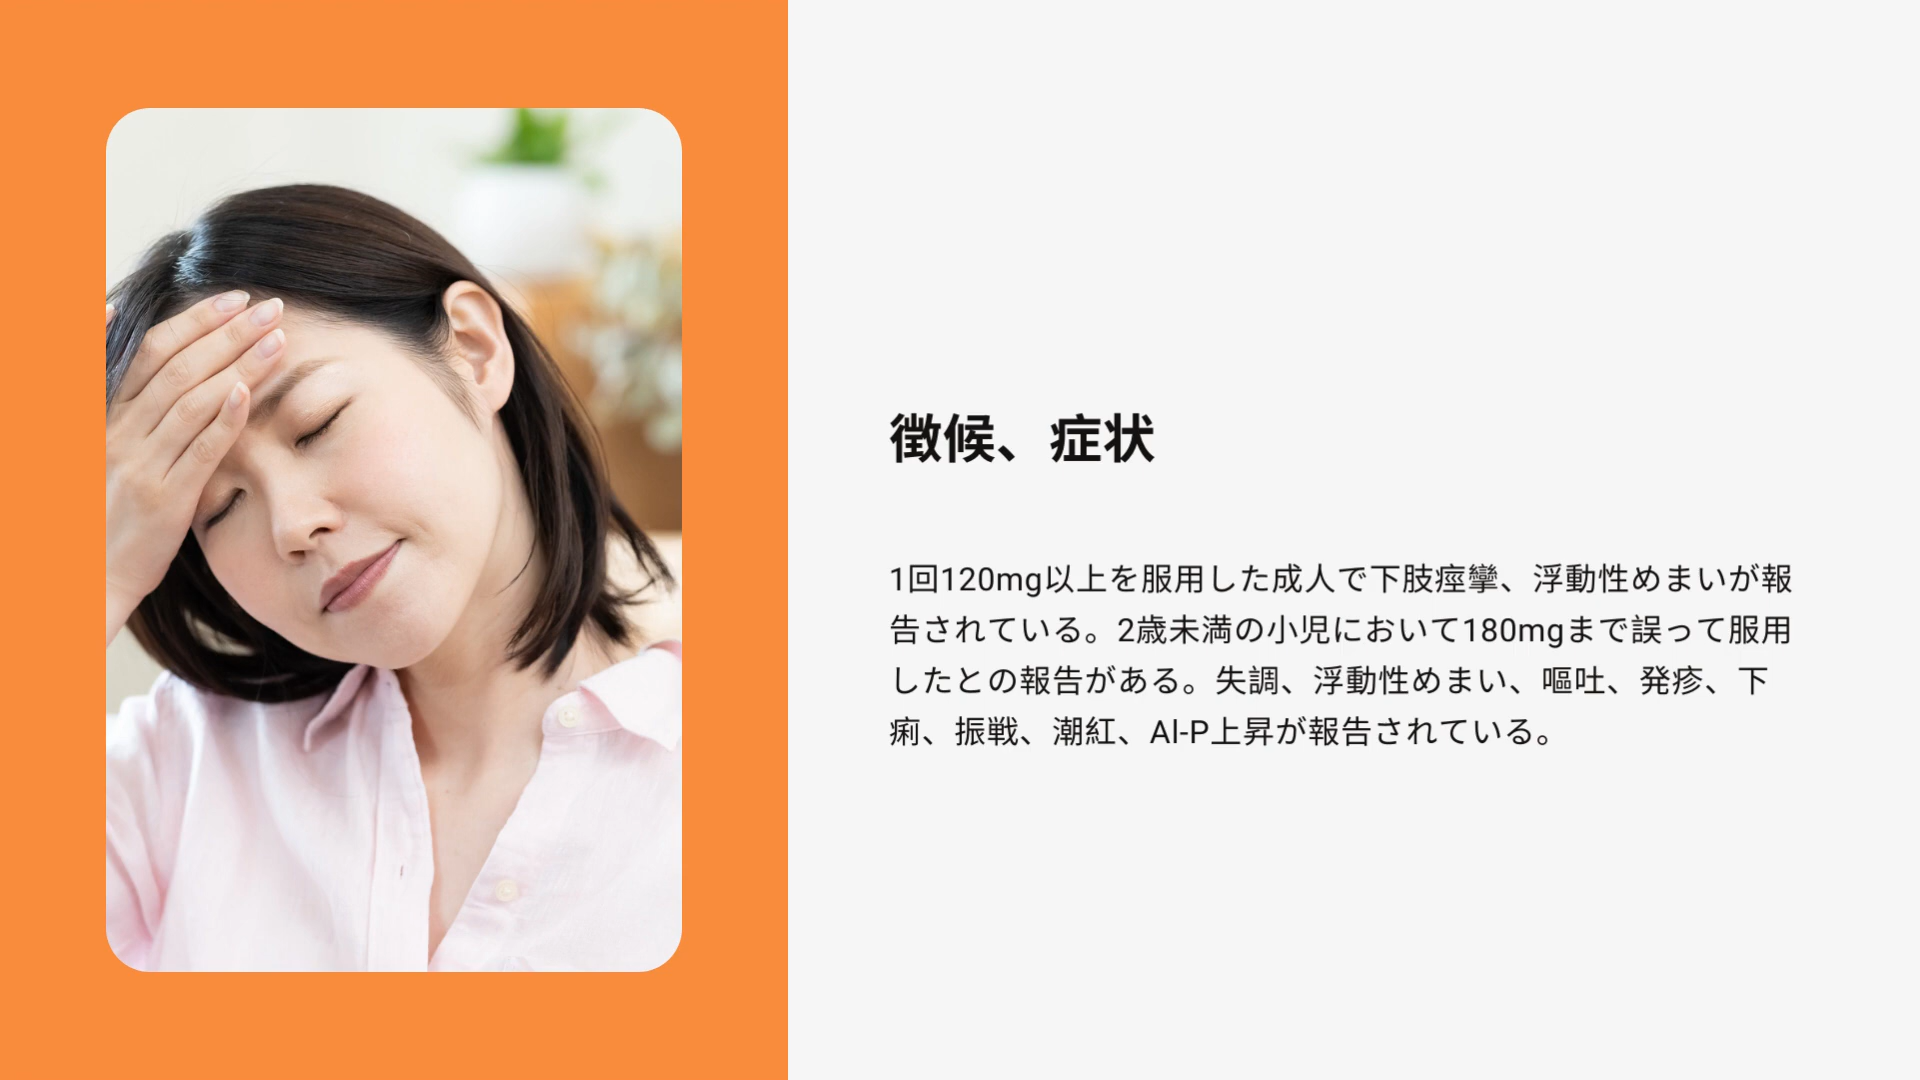 徴候、症状
1回120mg以上を服用した成人で下肢痙攣、浮動性めまいが報
告されている。2歳未満の小児において180mgまで誤って服用
したとの報告がある。失調、浮動性めまい、嘔吐、発疹、下
痢、振戦、潮紅、Al-P上昇が報告されている。